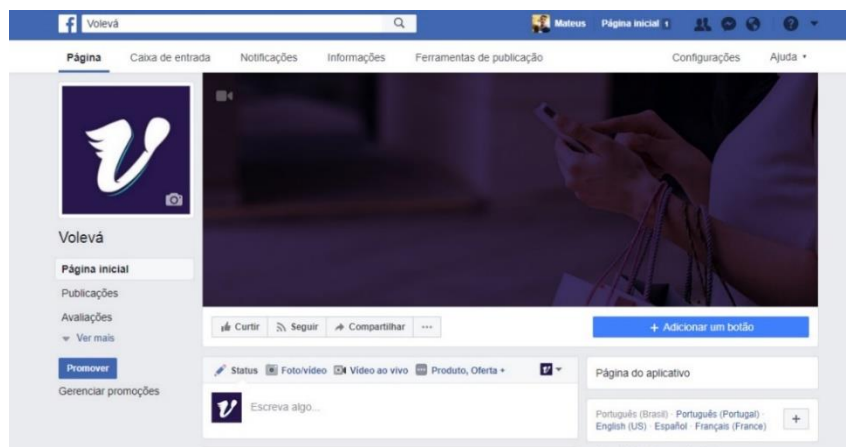 Volevá
Mateus Página inicial 1
Página Caixa de entrada Notificações Informações Ferramentas de publicação Configurações Ajuda
Volevá
Página inicial
Publicações
Avaliações
Ver mais
Promover
Gerenciar promoções
Curtir Seguir Compartilhar ...
+ Adicionar um botão
Status Foto/vídeo Vídeo ao vivo Produto, Oferta +
Escreva algo...
Página do aplicativo
Português (Brasil) · Português (Portugal) ·
English (US) · Español · Français (France)
+